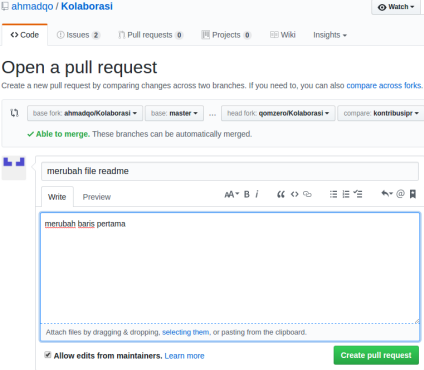 ahmadqo / Kolaborasi
Watch
Code
Issues 2
Pull requests 0
Projects 0
Wiki
Insights
Open a pull request
Create a new pull request by comparing changes across two branches. If you need to, you can also compare across forks.
base fork: ahmadqo/Kolaborasi
base: master
...
head fork: qomzero/Kolaborasi
compare: kontribusipr
✓ Able to merge. These branches can be automatically merged.
merubah file readme
Write
Preview
AA B i “ <> @
merubah baris pertama
Attach files by dragging & dropping, selecting them, or pasting from the clipboard.
Allow edits from maintainers. Learn more
Create pull request